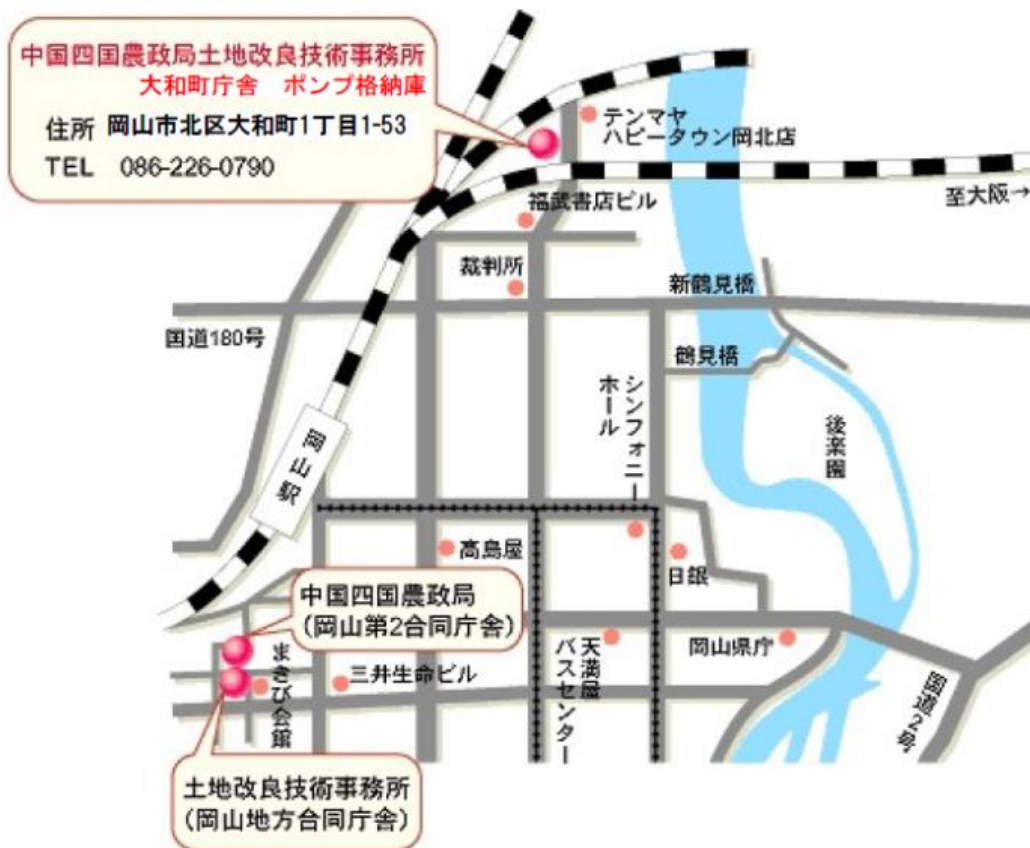 中国四国農政局土地改良技術事務所
大和町庁舎　ポンプ格納庫
住所 岡山市北区大和町1丁目1-53
TEL 086-226-0790
テンマヤ
ハピータウン岡北店
至大阪→
福武書店ビル
裁判所
新鶴見橋
国道180号
鶴見橋
シンフォニー
ホール
後楽園
岡山駅
高島屋
日銀
中国四国農政局
(岡山第2合同庁舎)
まきび会館
三井生命ビル
天満屋
バスセンター
岡山県庁
国道2号
土地改良技術事務所
(岡山地方合同庁舎)